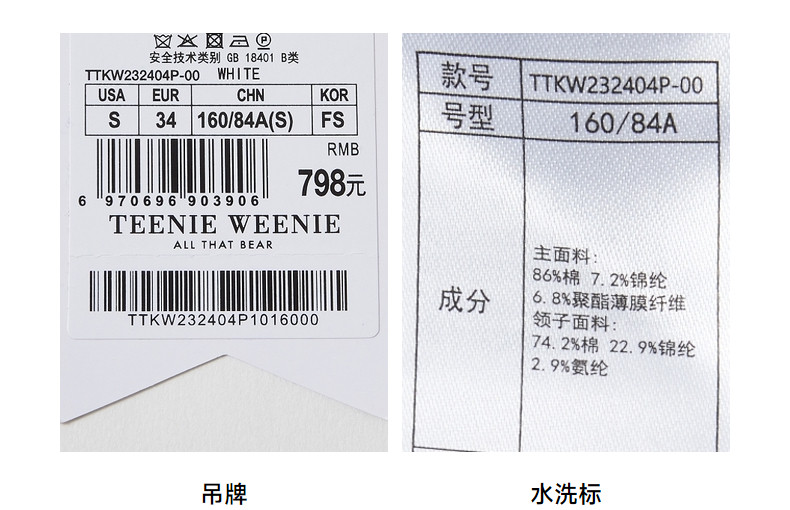 安全技术类别 GB 18401 B类
TTKW232404P-00 WHITE
USA EUR CHN KOR
S 34 160/84A(S) FS
RMB
798元
6 970696 903906
TEENIE WEENIE
ALL THAT BEAR
TTKW232404P1016000
吊牌
款号 TTKW232404P-00
号型 160/84A
成分
主面料:
86%棉 7.2%锦纶
6.8%聚酯薄膜纤维
领子面料:
74.2%棉 22.9%锦纶
2.9%氨纶
水洗标